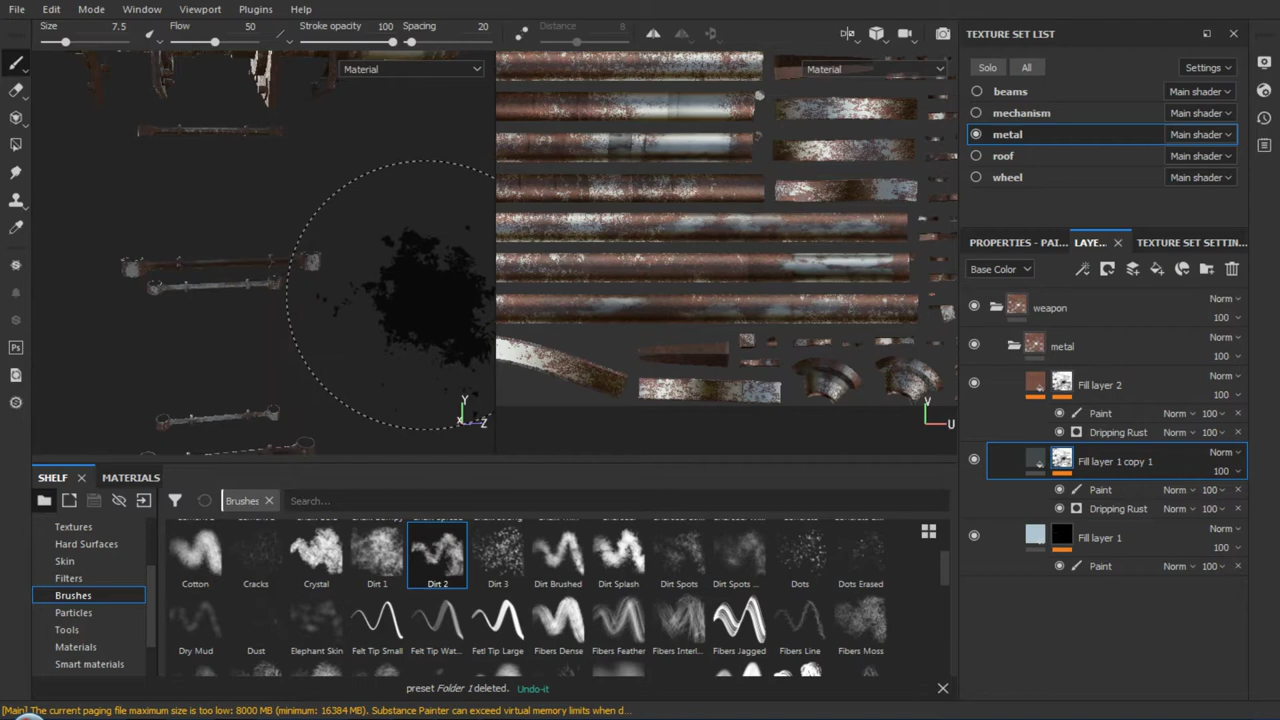 File Edit Mode Window Viewport Plugins Help
Size 7.5 Flow 50 Stroke opacity 100 Spacing 20 Distance 8
Material
Material
Y
X Z
V
U
TEXTURE SET LIST
Solo All Settings
beams Main shader
mechanism Main shader
metal Main shader
roof Main shader
wheel Main shader
PROPERTIES - PAI... LAYE... TEXTURE SET SETTIN...
Base Color
weapon Norm 100
metal Norm 100
Fill layer 2 Norm 100
Paint Norm 100
Dripping Rust Norm 100
Fill layer 1 copy 1 Norm 100
Paint Norm 100
Dripping Rust Norm 100
Fill layer 1 Norm 100
Paint Norm 100
SHELF MATERIALS
Ps
Brushes Search...
Textures
Hard Surfaces
Skin
Filters
Brushes
Particles
Tools
Materials
Smart materials
Cotton Cracks Crystal Dirt 1 Dirt 2 Dirt 3 Dirt Brushed Dirt Splash Dirt Spots Dirt Spots ... Dots Dots Erased
Dry Mud Dust Elephant Skin Felt Tip Small Felt Tip Wat... Fetl Tip Large Fibers Dense Fibers Feather Fibers Interl... Fibers Jagged Fibers Line Fibers Moss
preset Folder 1 deleted. Undo-it
[Main] The current paging file maximum size is too low: 8000 MB (minimum: 16384 MB). Substance Painter can exceed virtual memory limits when d...